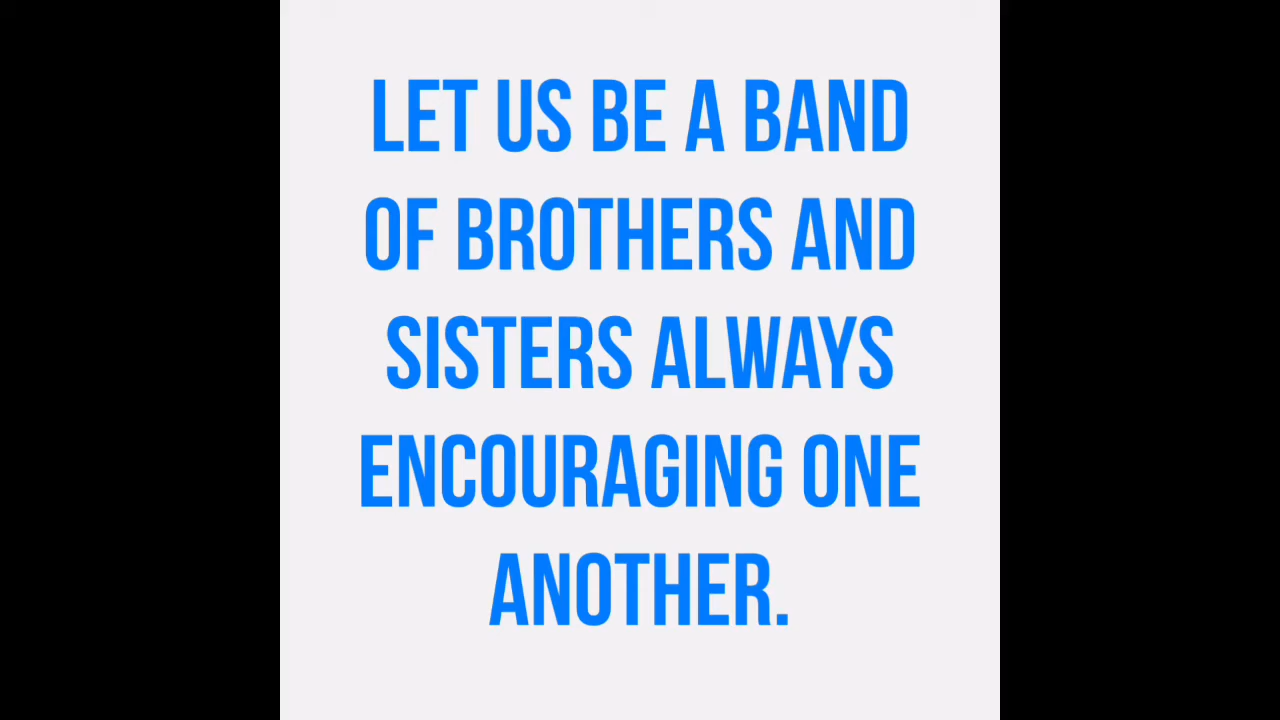 LET US BE A BAND
OF BROTHERS AND
SISTERS ALWAYS
ENCOURAGING ONE
ANOTHER.